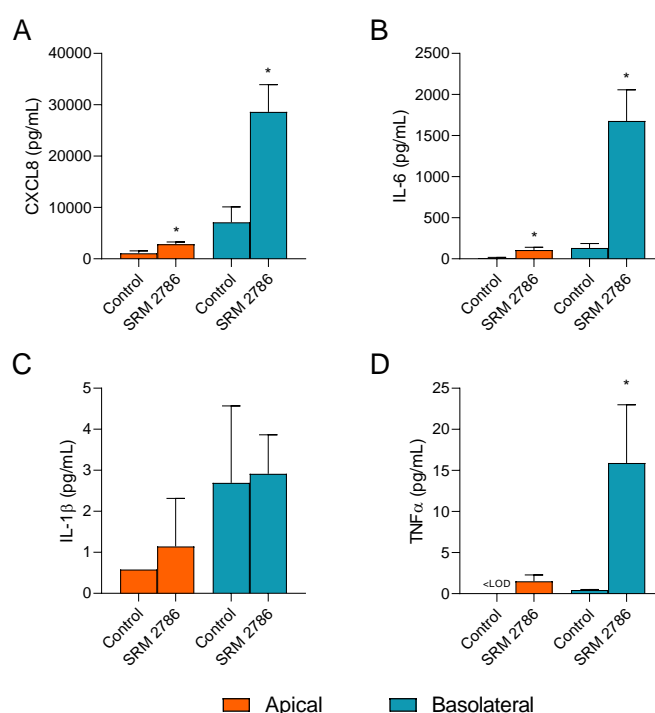 A
CXCL8 (pg/mL)
40000
30000
20000
10000
0
*
*
Control
SRM 2786
Control
SRM 2786
B
IL-6 (pg/mL)
2500
2000
1500
1000
500
0
*
*
Control
SRM 2786
Control
SRM 2786
C
IL-1β (pg/mL)
5
4
3
2
1
0
Control
SRM 2786
Control
SRM 2786
D
TNFα (pg/mL)
25
20
15
10
5
0
<LOD
*
Control
SRM 2786
Control
SRM 2786
Apical
Basolateral